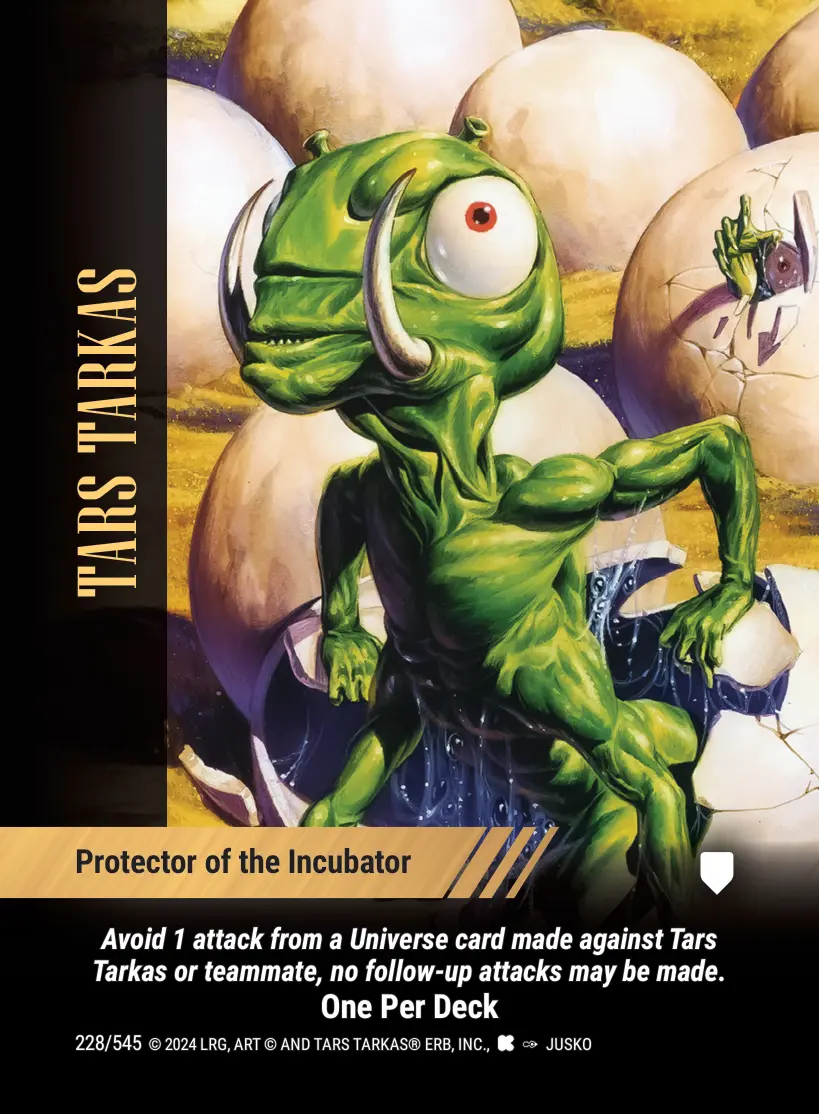 TARS TARKAS
Protector of the Incubator
Avoid 1 attack from a Universe card made against Tars
Tarkas or teammate, no follow-up attacks may be made.
One Per Deck
228/545 © 2024 LRG, ART © AND TARS TARKAS® ERB, INC., JUSKO